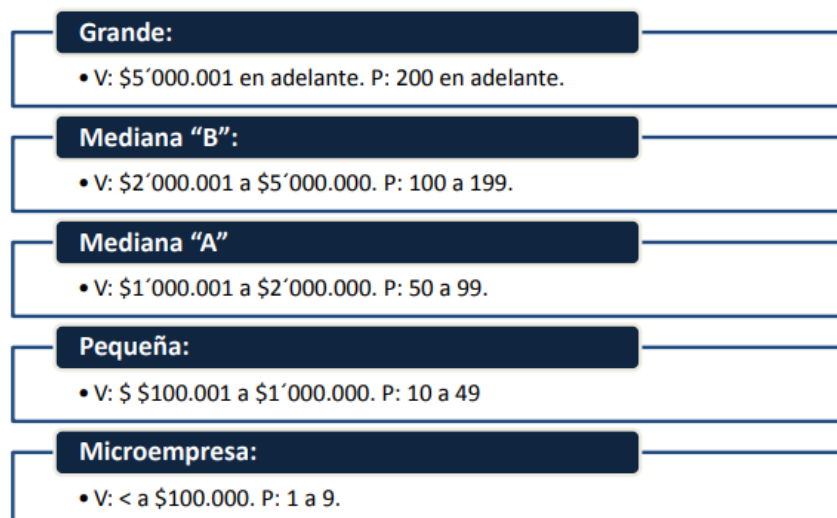 Grande:
• V: $5´000.001 en adelante. P: 200 en adelante.
Mediana “B”:
• V: $2´000.001 a $5´000.000. P: 100 a 199.
Mediana “A”
• V: $1´000.001 a $2´000.000. P: 50 a 99.
Pequeña:
• V: $ $100.001 a $1´000.000. P: 10 a 49
Microempresa:
• V: < a $100.000. P: 1 a 9.